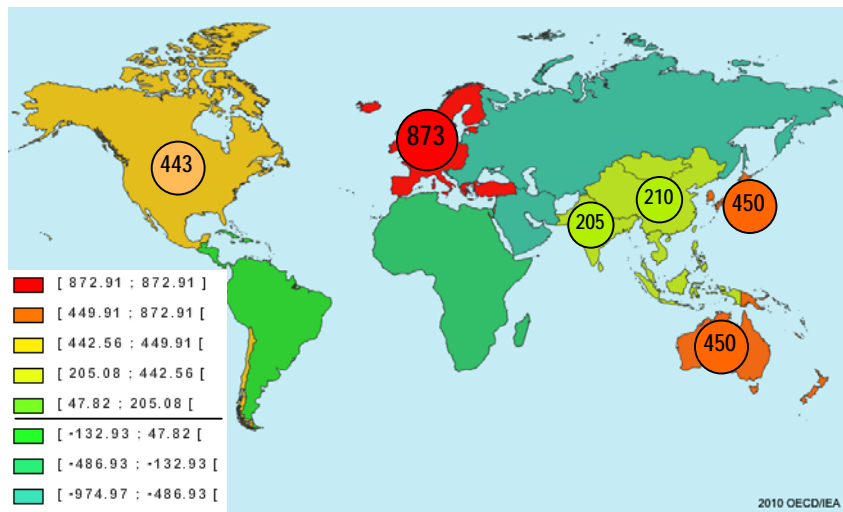 873
443
210
205
450
450
[ 872.91 ; 872.91 ]
[ 449.91 ; 872.91 [
[ 442.56 ; 449.91 [
[ 205.08 ; 442.56 [
[ 47.82 ; 205.08 [
[ -132.93 ; 47.82 [
[ -486.93 ; -132.93 [
[ -974.97 ; -486.93 [
2010 OECD/IEA